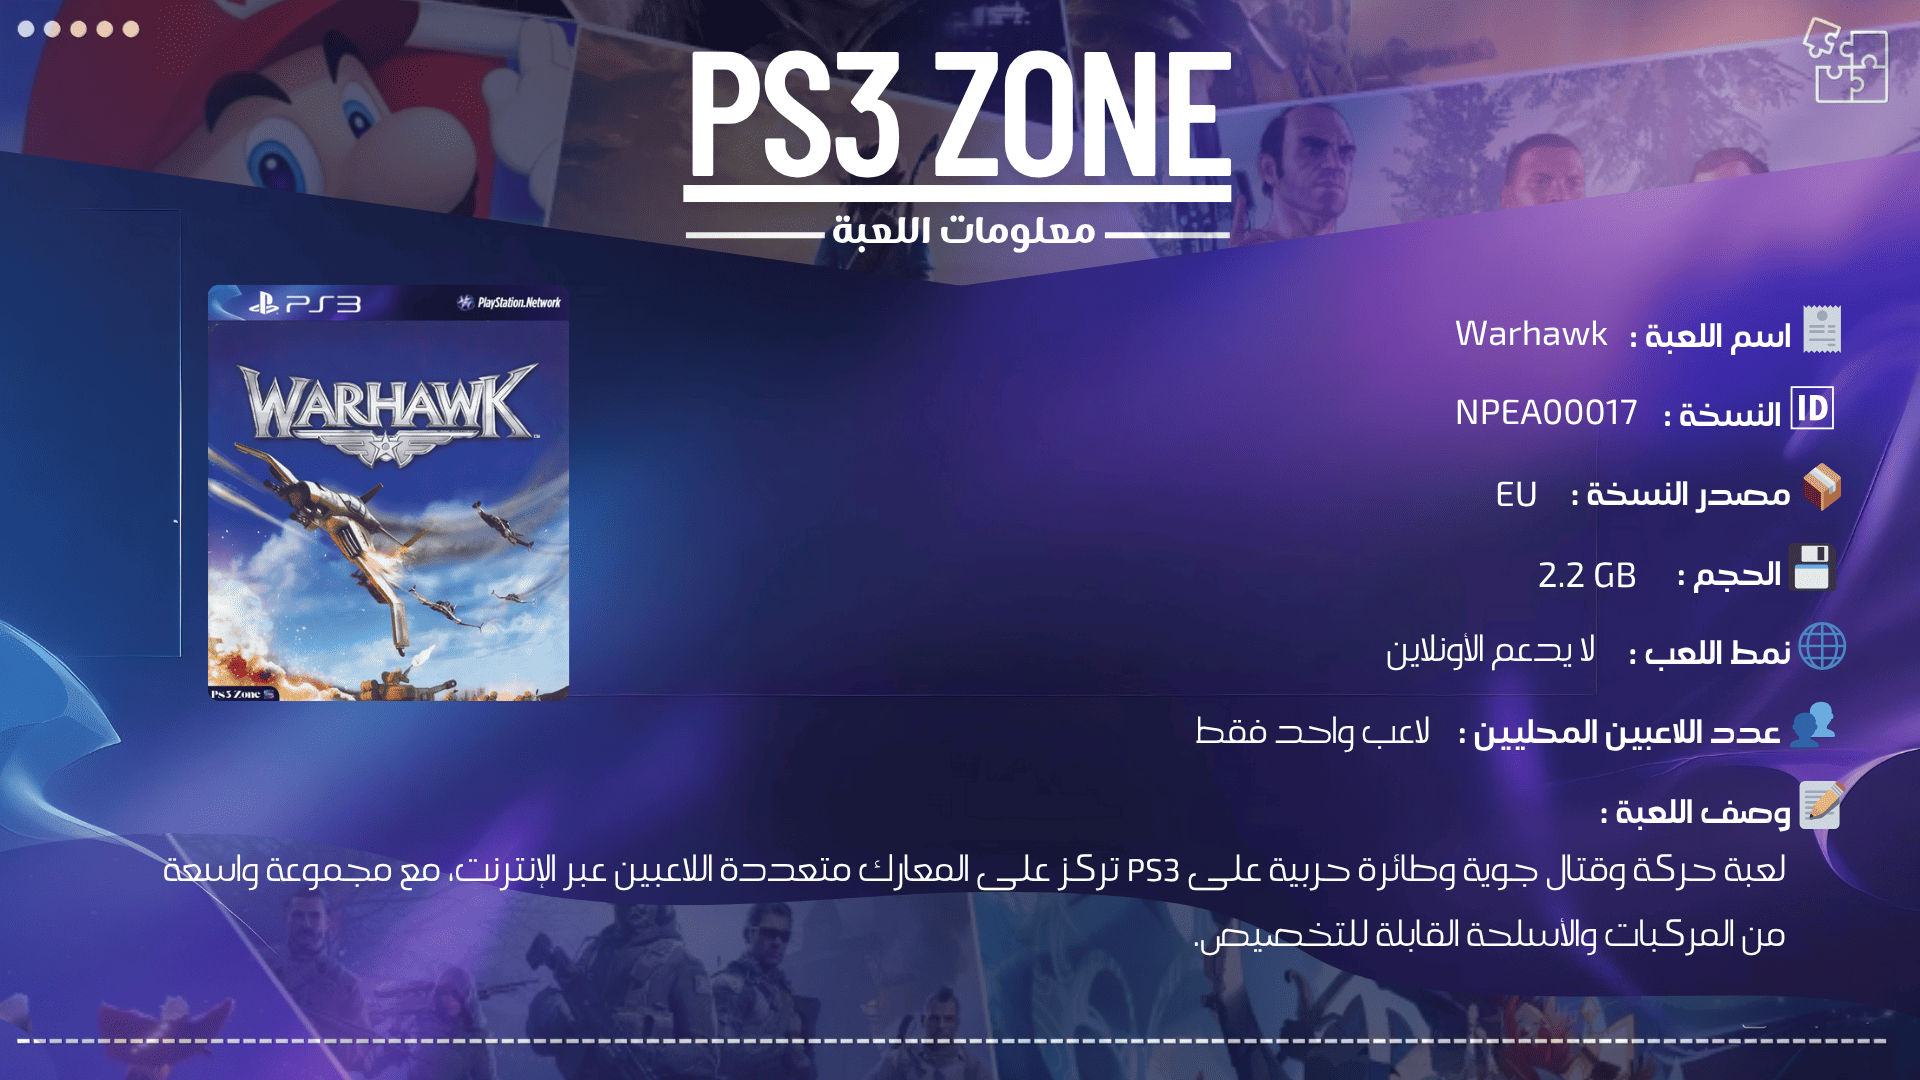 PS3 ZONE
معلومات اللعبة
PS3 PlayStation.Network
WARHAWK
Ps3 Zone
اسم اللعبة : Warhawk
ID النسخة : NPEA00017
مصدر النسخة : EU
الحجم : 2.2 GB
نمط اللعب : لا يدعم الأونلاين
عدد اللاعبين المحليين : لاعب واحد فقط
وصف اللعبة :
لعبة حركة وقتال جوية وطائرة حربية على PS3 تركز على المعارك متعددة اللاعبين عبر الإنترنت، مع مجموعة واسعة
من المركبات والأسلحة القابلة للتخصيص.